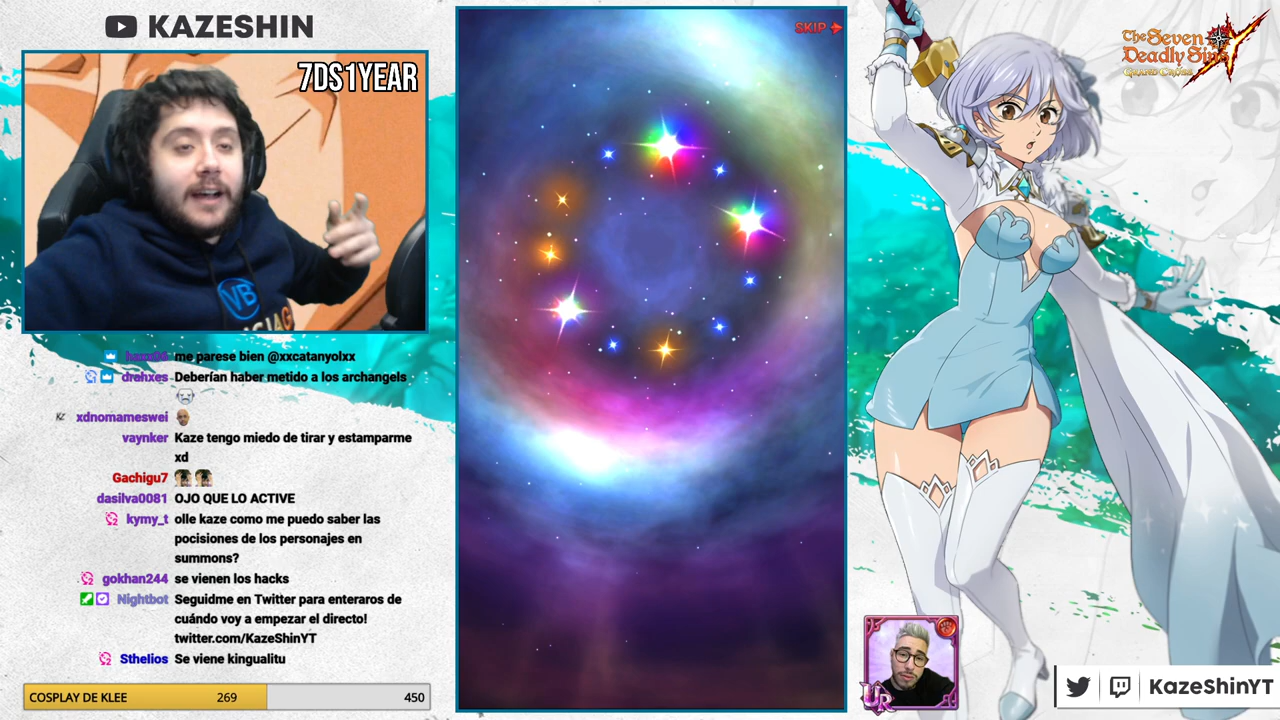 KAZESHIN
7DS1YEAR
SKIP
The Seven
Deadly Sins
GRAND CROSS
me parese bien @xxcatanyolxx
drahxes Deberían haber metido a los archangels
xdnomameswei
vaynker Kaze tengo miedo de tirar y estamparme
xd
Gachigu7
dasilva0081 OJO QUE LO ACTIVE
kymy_t olle kaze como me puedo saber las
pocisiones de los personajes en
summons?
gokhan244 se vienen los hacks
Nightbot Seguidme en Twitter para enteraros de
cuándo voy a empezar el directo!
twitter.com/KazeShinYT
Sthelios Se viene kingualitu
COSPLAY DE KLEE 269 450
VB
UR
KazeShinYT